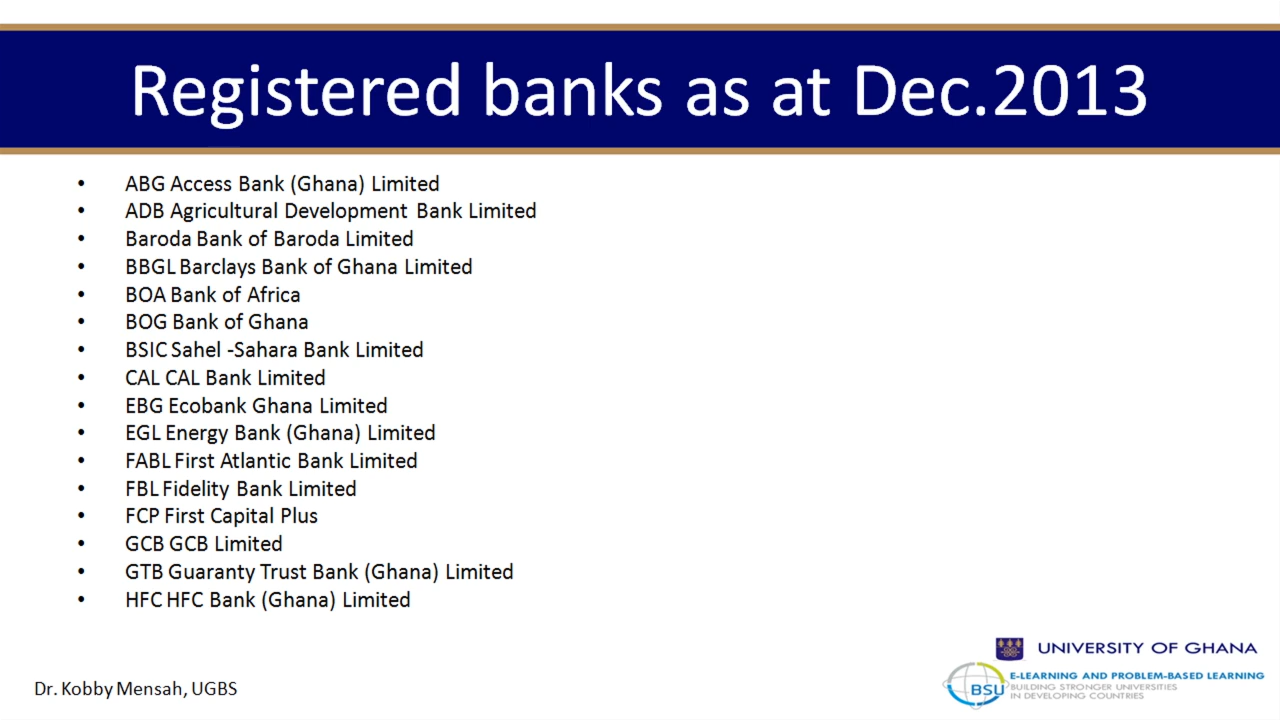 Registered banks as at Dec.2013
• ABG Access Bank (Ghana) Limited
• ADB Agricultural Development Bank Limited
• Baroda Bank of Baroda Limited
• BBGL Barclays Bank of Ghana Limited
• BOA Bank of Africa
• BOG Bank of Ghana
• BSIC Sahel -Sahara Bank Limited
• CAL CAL Bank Limited
• EBG Ecobank Ghana Limited
• EGL Energy Bank (Ghana) Limited
• FABL First Atlantic Bank Limited
• FBL Fidelity Bank Limited
• FCP First Capital Plus
• GCB GCB Limited
• GTB Guaranty Trust Bank (Ghana) Limited
• HFC HFC Bank (Ghana) Limited
UNIVERSITY OF GHANA
BSU E-LEARNING AND PROBLEM-BASED LEARNING
BUILDING STRONGER UNIVERSITIES
IN DEVELOPING COUNTRIES
Dr. Kobby Mensah, UGBS